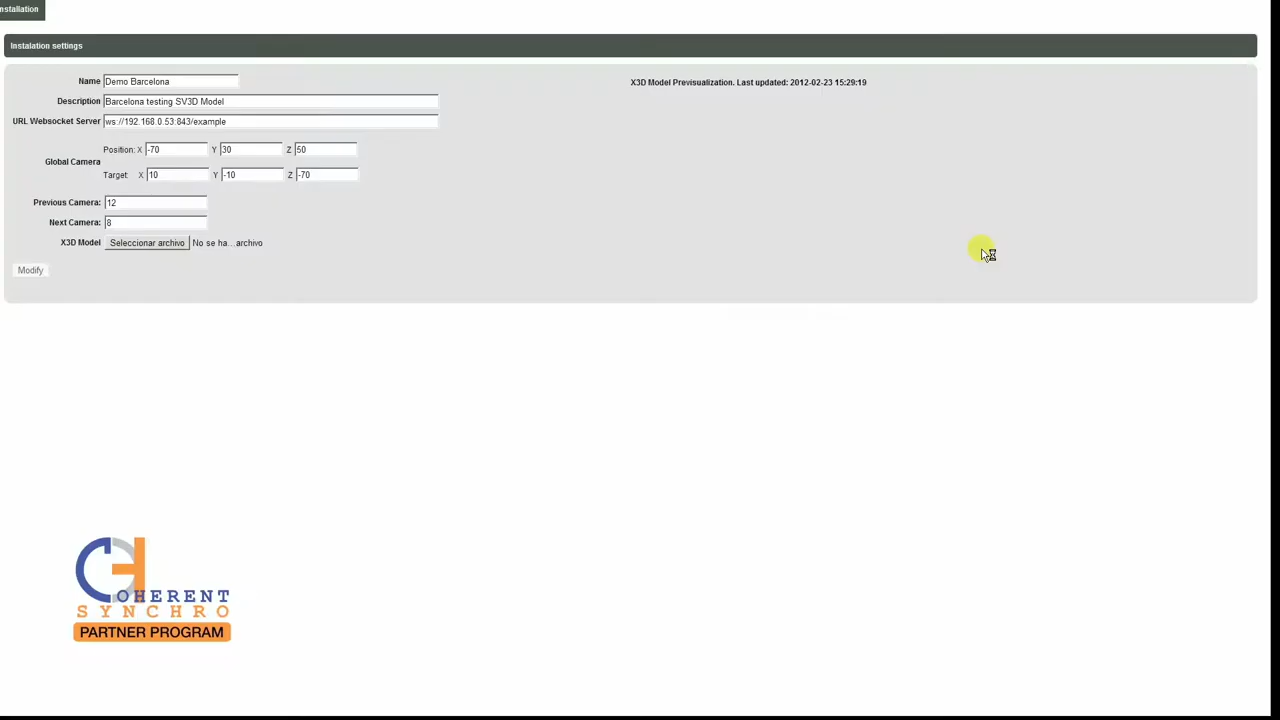 nstallation
Instalation settings
Name Demo Barcelona
X3D Model Previsualization. Last updated: 2012-02-23 15:29:19
Description Barcelona testing SV3D Model
URL Websocket Server ws://192.168.0.53:843/example
Global Camera
Position: X -70 Y 30 Z 50
Target: X 10 Y -10 Z -70
Previous Camera: 12
Next Camera: 8
X3D Model Seleccionar archivo No se ha...archivo
Modify
COHERENT
SYNCHRO
PARTNER PROGRAM